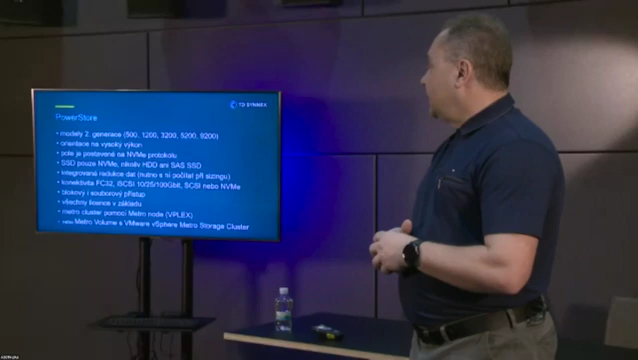 TD SYNNEX
PowerStore
• modely 2. generace (500, 1200, 3200, 5200, 9200)
• orientace na vysoký výkon
• pole je postavená na NVMe protokolu
• SSD pouze NVMe, nikoliv HDD ani SAS SSD
• integrovaná redukce dat (nutno s ní počítat při sizingu)
• konektivita FC32, iSCSI 10/25/100Gbit, SCSI nebo NVMe
• blokový i souborový přístup
• všechny licence v základu
• metro cluster pomocí Metro node (VPLEX)
Metro Volume s VMware vSphere Metro Storage Cluster